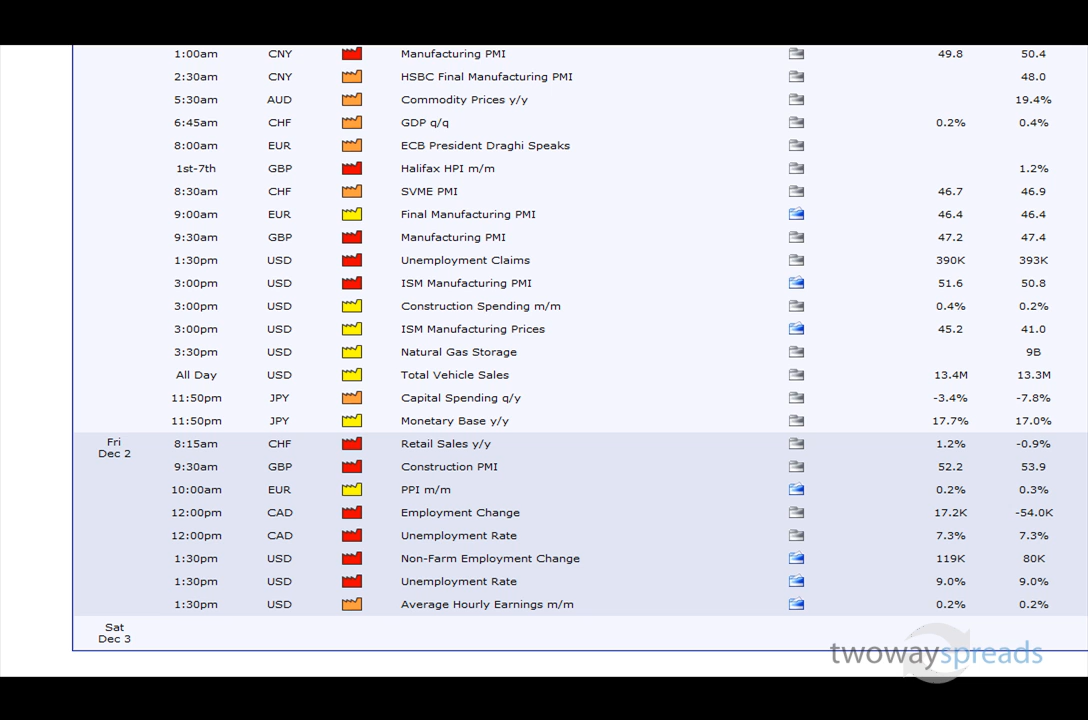 1:00am CNY Manufacturing PMI 49.8 50.4
2:30am CNY HSBC Final Manufacturing PMI 48.0
5:30am AUD Commodity Prices y/y 19.4%
6:45am CHF GDP q/q 0.2% 0.4%
8:00am EUR ECB President Draghi Speaks
1st-7th GBP Halifax HPI m/m 1.2%
8:30am CHF SVME PMI 46.7 46.9
9:00am EUR Final Manufacturing PMI 46.4 46.4
9:30am GBP Manufacturing PMI 47.2 47.4
1:30pm USD Unemployment Claims 390K 393K
3:00pm USD ISM Manufacturing PMI 51.6 50.8
3:00pm USD Construction Spending m/m 0.4% 0.2%
3:00pm USD ISM Manufacturing Prices 45.2 41.0
3:30pm USD Natural Gas Storage 9B
All Day USD Total Vehicle Sales 13.4M 13.3M
11:50pm JPY Capital Spending q/y -3.4% -7.8%
11:50pm JPY Monetary Base y/y 17.7% 17.0%
Fri 8:15am CHF Retail Sales y/y 1.2% -0.9%
Dec 2
9:30am GBP Construction PMI 52.2 53.9
10:00am EUR PPI m/m 0.2% 0.3%
12:00pm CAD Employment Change 17.2K -54.0K
12:00pm CAD Unemployment Rate 7.3% 7.3%
1:30pm USD Non-Farm Employment Change 119K 80K
1:30pm USD Unemployment Rate 9.0% 9.0%
1:30pm USD Average Hourly Earnings m/m 0.2% 0.2%
Sat
Dec 3
twowayspreads